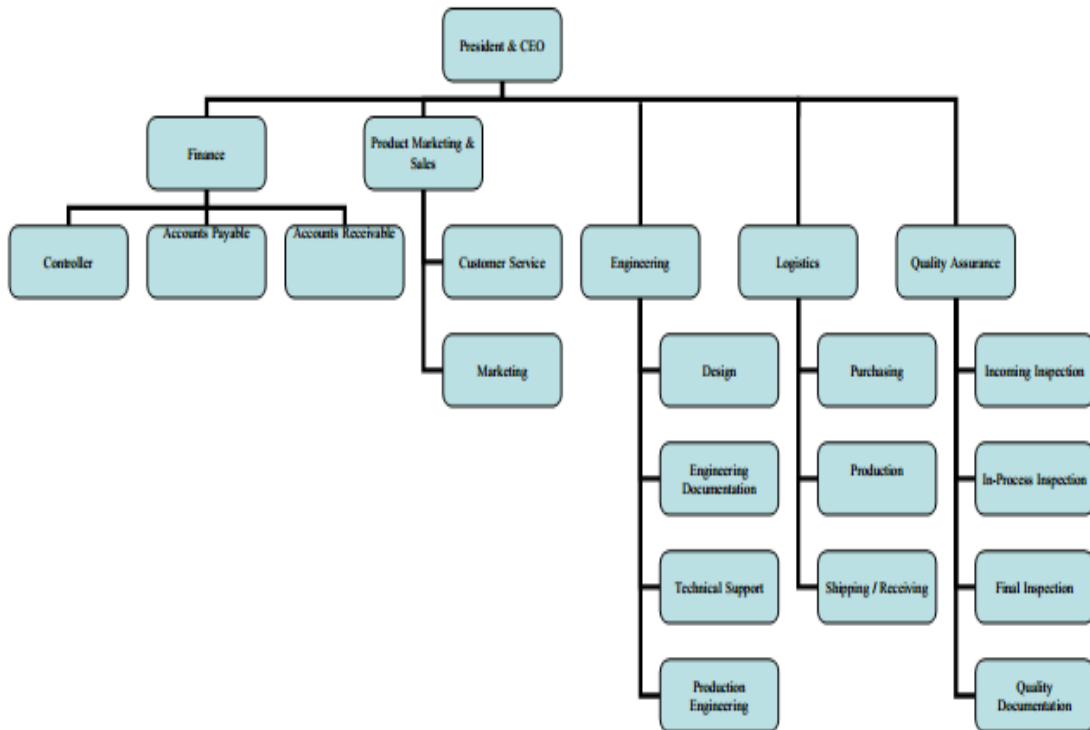 President & CEO
Finance
Product Marketing &
Sales
Controller
Accounts Payable
Accounts Receivable
Customer Service
Engineering
Logistics
Quality Assurance
Marketing
Design
Purchasing
Incoming Inspection
Engineering
Documentation
Production
In-Process Inspection
Technical Support
Shipping / Receiving
Final Inspection
Production
Engineering
Quality
Documentation